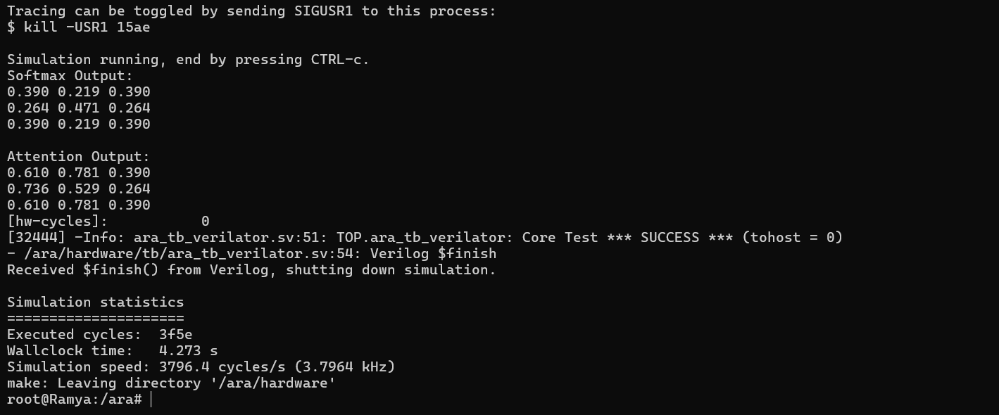 Tracing can be toggled by sending SIGUSR1 to this process:
$ kill -USR1 15ae
Simulation running, end by pressing CTRL-c.
Softmax Output:
0.390 0.219 0.390
0.264 0.471 0.264
0.390 0.219 0.390
Attention Output:
0.610 0.781 0.390
0.736 0.529 0.264
0.610 0.781 0.390
[hw-cycles]:           0
[32444] -Info: ara_tb_verilator.sv:51: TOP.ara_tb_verilator: Core Test *** SUCCESS *** (tohost = 0)
- /ara/hardware/tb/ara_tb_verilator.sv:54: Verilog $finish
Received $finish() from Verilog, shutting down simulation.
Simulation statistics
=====================
Executed cycles:  3f5e
Wallclock time:   4.273 s
Simulation speed: 3796.4 cycles/s (3.7964 kHz)
make: Leaving directory '/ara/hardware'
root@Ramya:/ara#